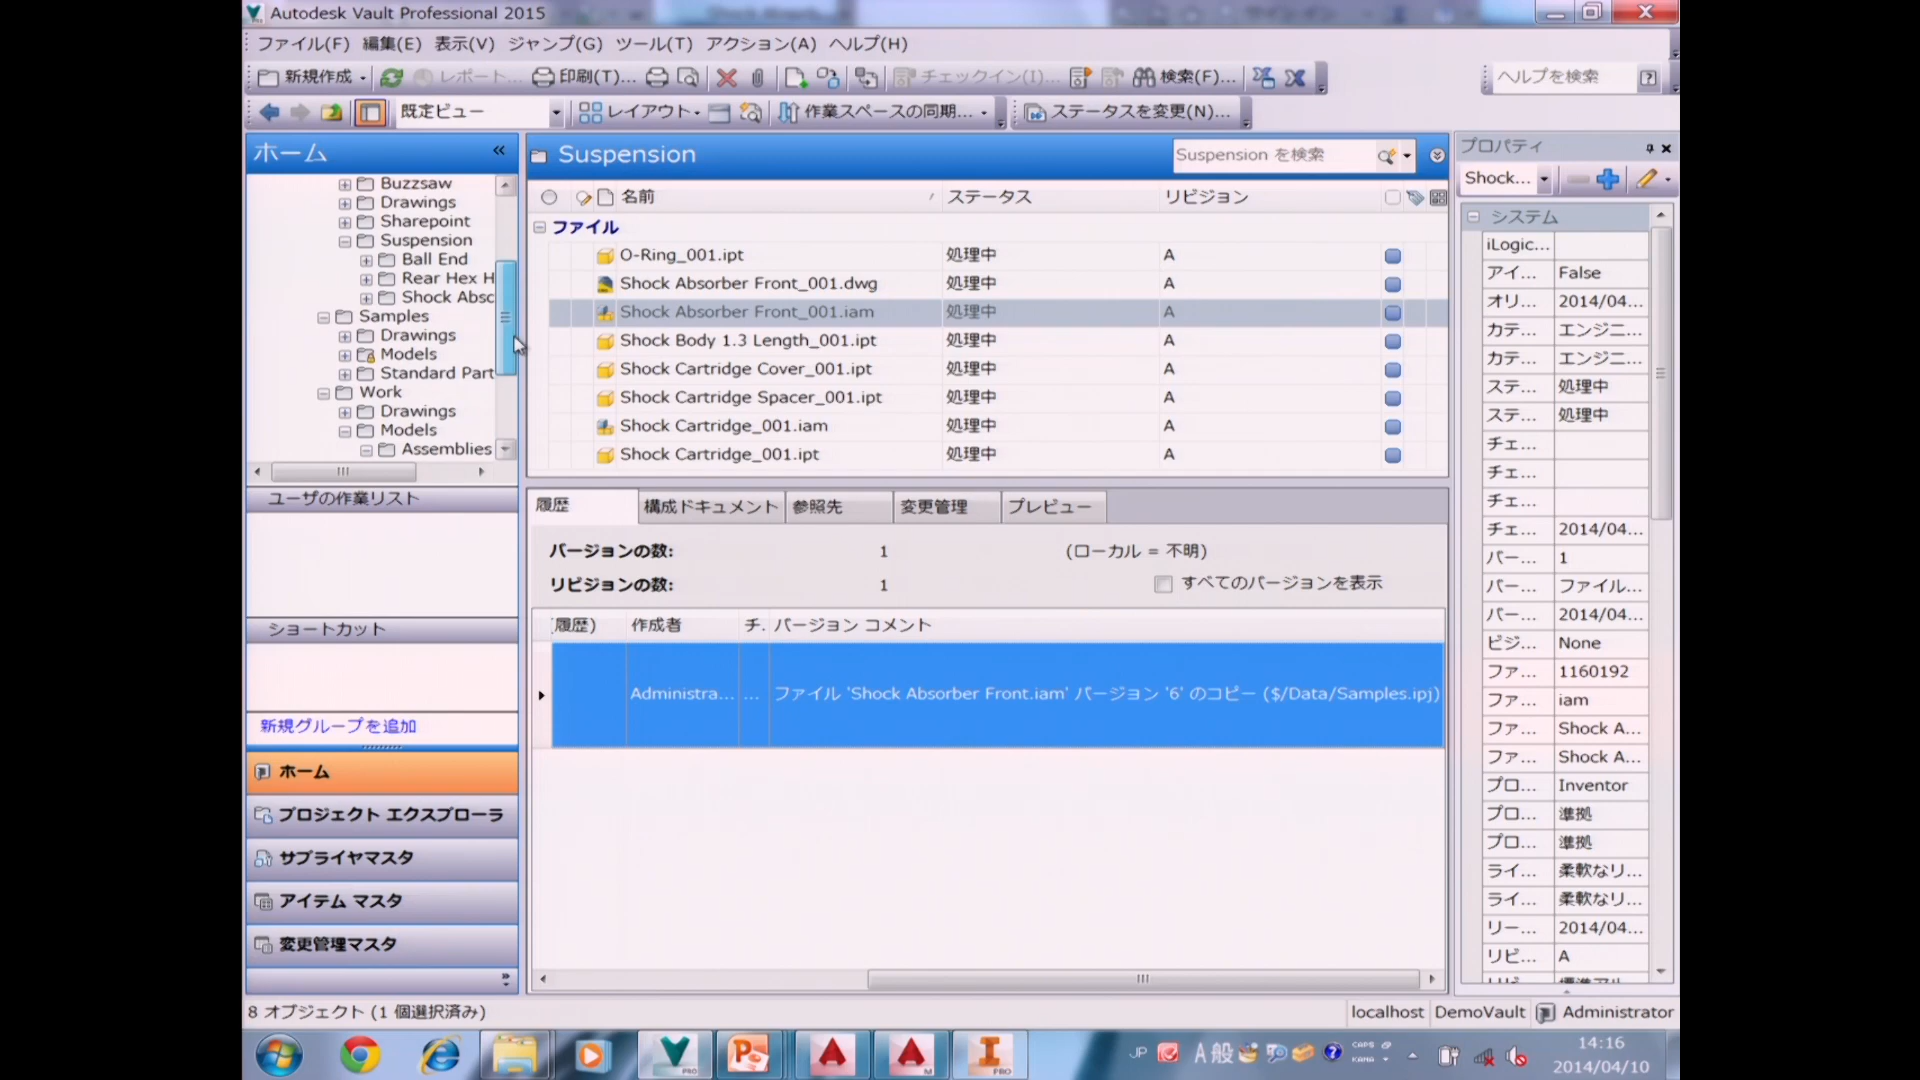 Autodesk Vault Professional 2015
ファイル(F) 編集(E) 表示(V) ジャンプ(G) ツール(T) アクション(A) ヘルプ(H)
新規作成 レポート... 印刷(T)... チェックイン(I)... 検索(F)... ヘルプを検索
既定ビュー レイアウト 作業スペースの同期... ステータスを変更(N)...
ホーム
Buzzsaw
Drawings
Sharepoint
Suspension
Ball End
Rear Hex H
Shock Absc
Samples
Drawings
Models
Standard Part
Work
Drawings
Models
Assemblies
ユーザの作業リスト
ショートカット
新規グループを追加
ホーム
プロジェクト エクスプローラ
サプライヤマスタ
アイテム マスタ
変更管理マスタ
Suspension
Suspension を検索
名前 ステータス リビジョン
ファイル
O-Ring_001.ipt 処理中 A
Shock Absorber Front_001.dwg 処理中 A
Shock Absorber Front_001.iam 処理中 A
Shock Body 1.3 Length_001.ipt 処理中 A
Shock Cartridge Cover_001.ipt 処理中 A
Shock Cartridge Spacer_001.ipt 処理中 A
Shock Cartridge_001.iam 処理中 A
Shock Cartridge_001.ipt 処理中 A
履歴 構成ドキュメント 参照先 変更管理 プレビュー
バージョンの数: 1 (ローカル = 不明)
リビジョンの数: 1 すべてのバージョンを表示
履歴) 作成者 チ. バージョン コメント
Administra... ... ファイル 'Shock Absorber Front.iam' バージョン '6' のコピー ($/Data/Samples.ipj)
プロパティ
Shock...
システム
iLogic...
アイ... False
オリ... 2014/04...
カテ... エンジニ...
カテ... エンジニ...
ステ... 処理中
ステ... 処理中
チェ...
チェ...
チェ...
チェ... 2014/04...
バー... 1
バー... ファイル...
バー... 2014/04...
ビジ... None
ファ... 1160192
ファ... iam
ファ... Shock A...
ファ... Shock A...
プロ... Inventor
プロ... 準拠
プロ... 準拠
ライ... 柔軟なリ...
ライ... 柔軟なリ...
リー... 2014/04...
リビ... A
8 オブジェクト (1 個選択済み)
localhost DemoVault Administrator
JP A 般 CAPS KANA
14:16
2014/04/10